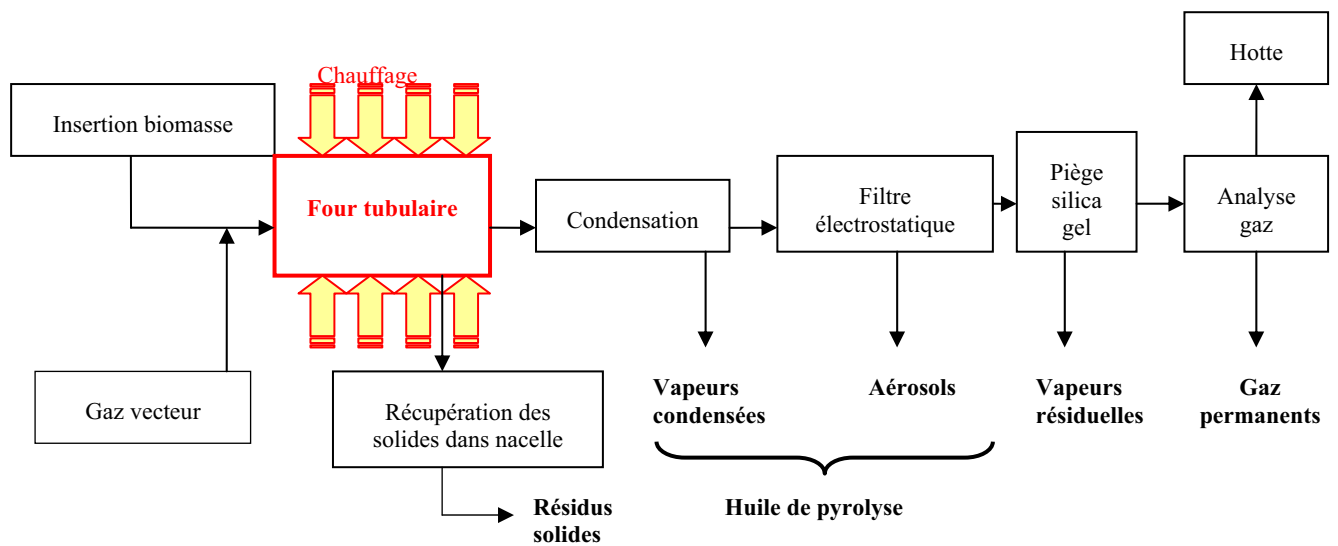 Hotte
Chauffage
Insertion biomasse
Four tubulaire
Condensation
Filtre
électrostatique
Piège
silica
gel
Analyse
gaz
Gaz vecteur
Récupération des
solides dans nacelle
Vapeurs
condensées
Aérosols
Vapeurs
résiduelles
Gaz
permanents
Résidus
solides
Huile de pyrolyse